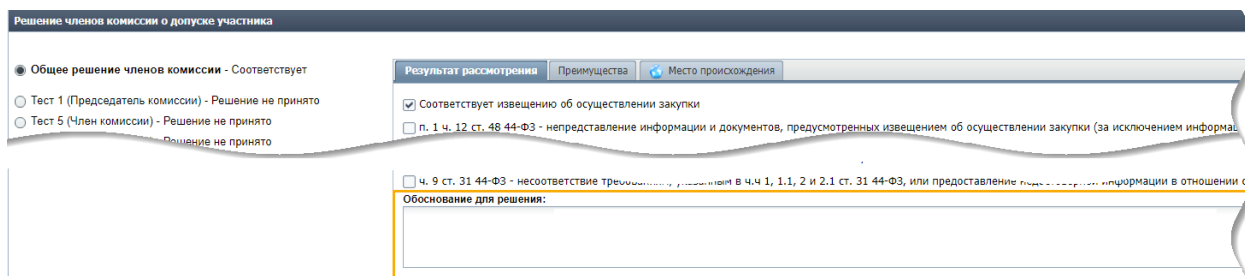 Решение членов комиссии о допуске участника
Общее решение членов комиссии - Соответствует
Тест 1 (Председатель комиссии) - Решение не принято
Тест 5 (Член комиссии) - Решение не принято
- Решение не принято
Результат рассмотрения
Преимущества
Место происхождения
Соответствует извещению об осуществлении закупки
п. 1 ч. 12 ст. 48 44-ФЗ - непредставление информации и документов, предусмотренных извещением об осуществлении закупки (за исключением
ч. 9 ст. 31 44-ФЗ - несоответствие в ч.ч 1, 1.1, 2 и 2.1 ст. 31 44-ФЗ, или предоставление информации в отношении
Обоснование для решения: